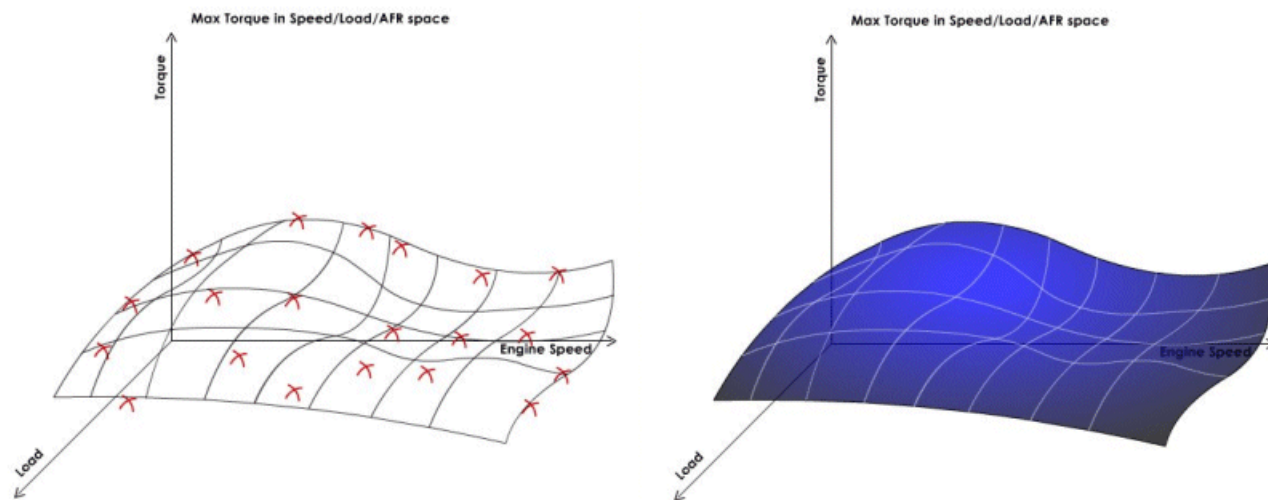 Max Torque in Speed/Load/AFR space
Torque
Engine Speed
Load
Max Torque in Speed/Load/AFR space
Torque
Engine Speed
Load